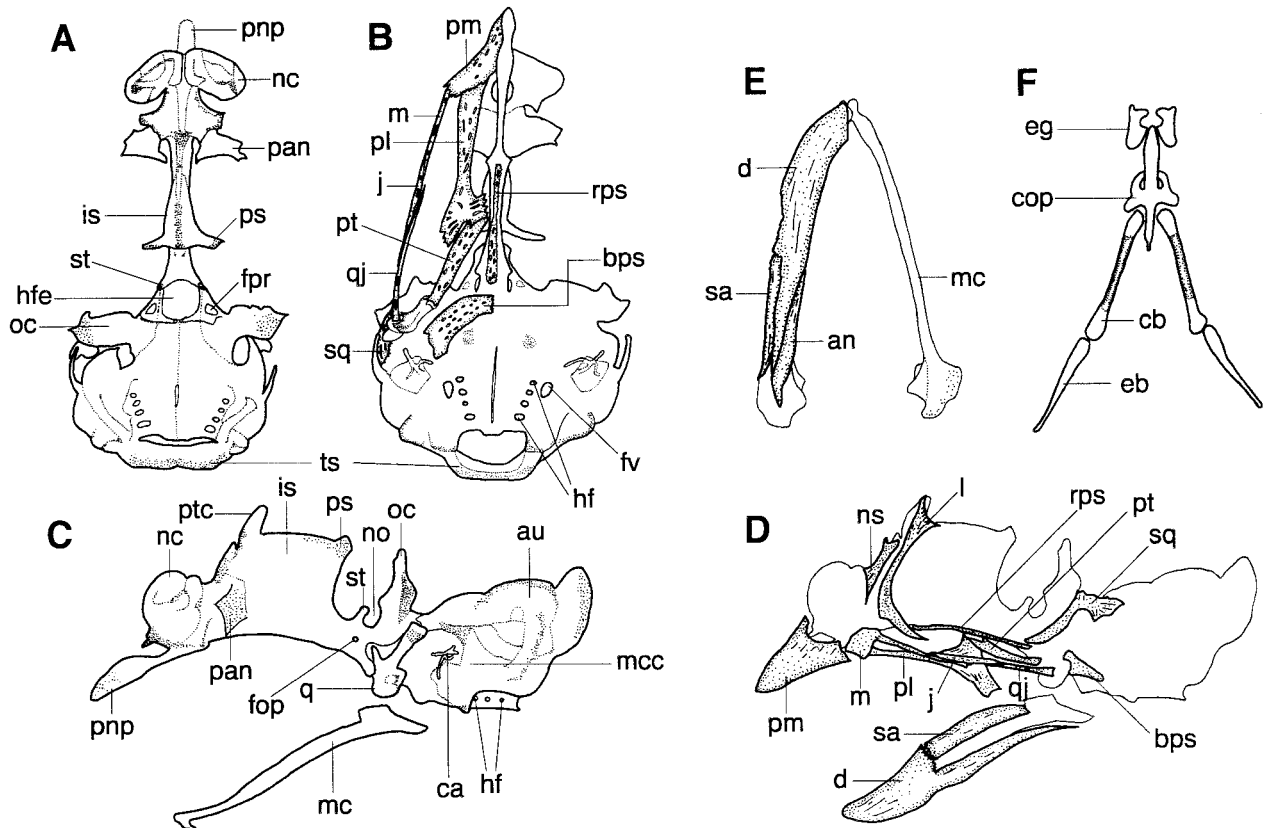 A
pnp
nc
pan
is
ps
st
fpr
hfe
oc
ts
B
pm
m
pl
j
rps
pt
bps
qj
sq
fv
hf
E
d
sa
mc
an
F
eg
cop
cb
eb
C
is
ptc
ps
oc
nc
no
au
st
mcc
pan
fop
q
pnp
mc
ca
hf
D
l
rps
ns
pt
sq
pm
m
pl
j
qj
sa
bps
d